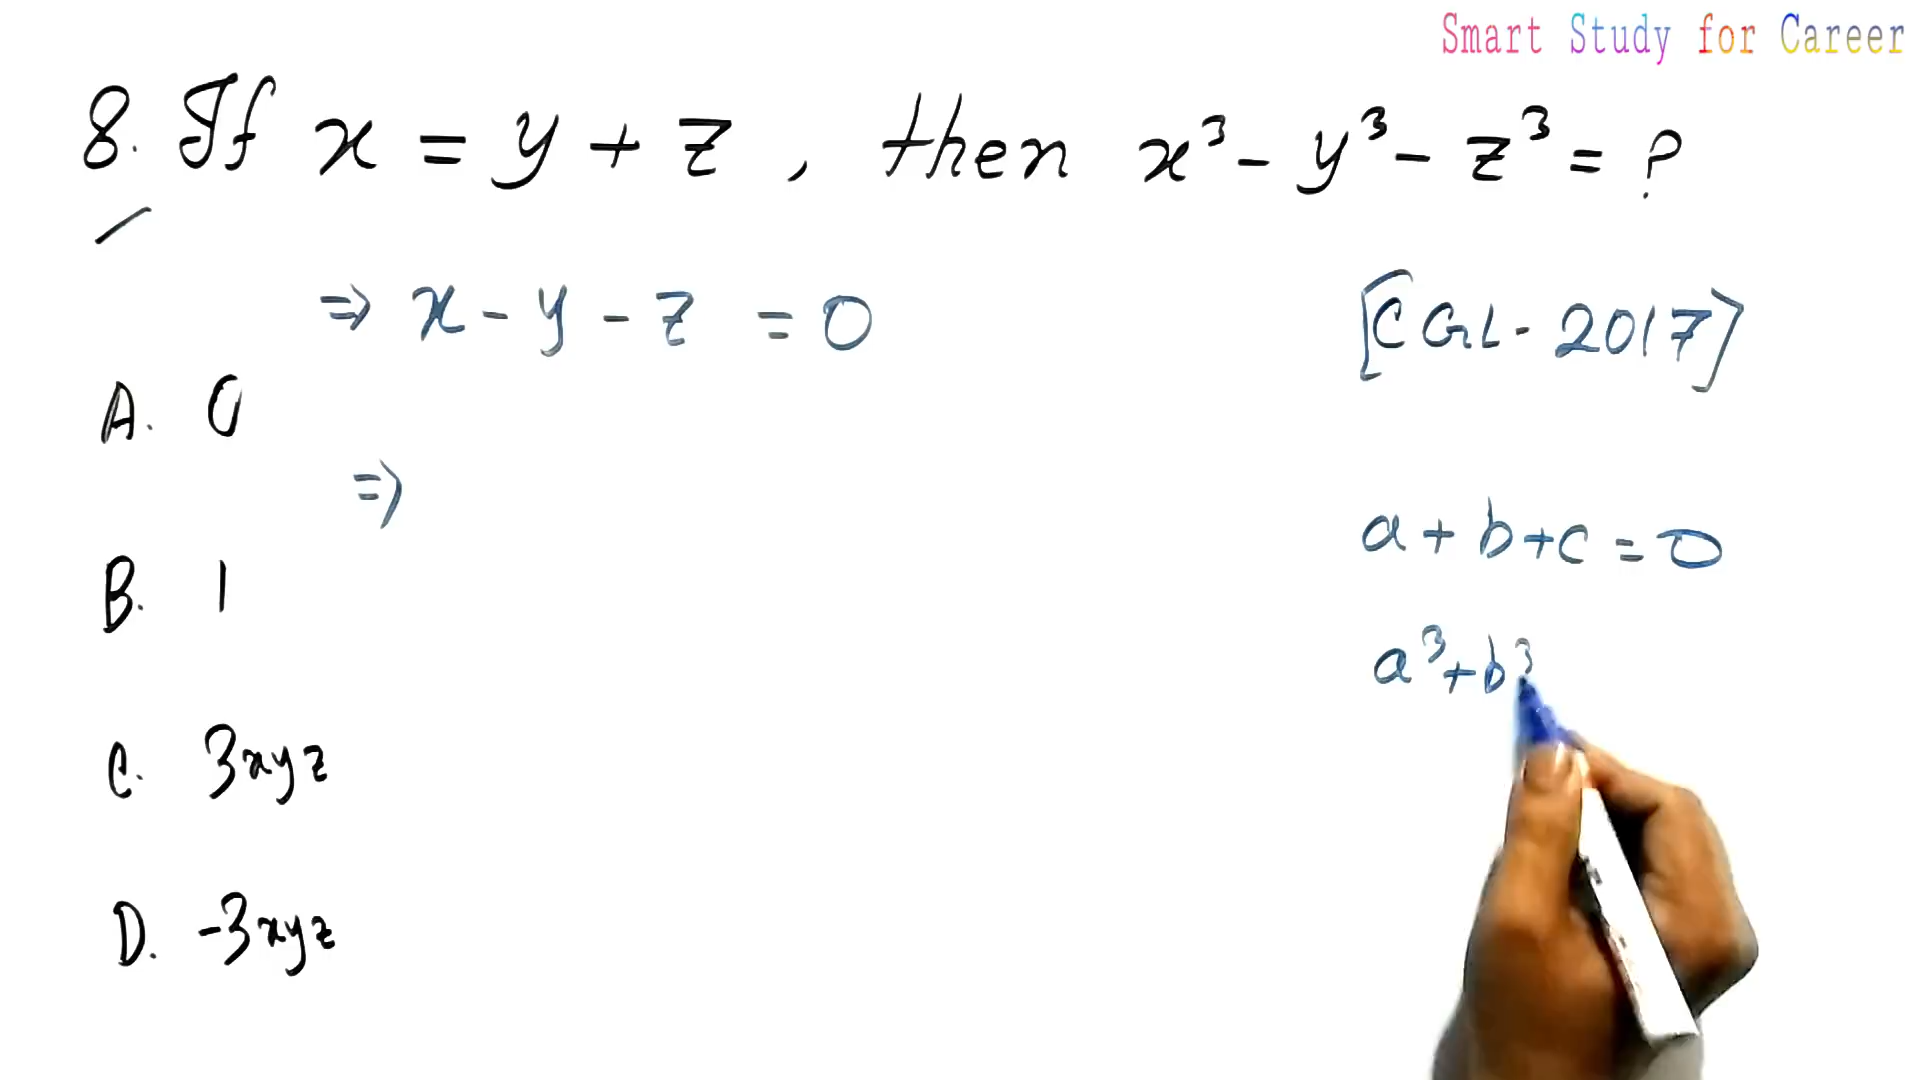 Smart Study for Career
8. If x = y + z , then x³ - y³ - z³ = ?
⇒ x - y - z = 0
[CGL - 2017]
A. 0
⇒
a + b + c = 0
B. 1
a³ + b³
C. 3xyz
D. -3xyz